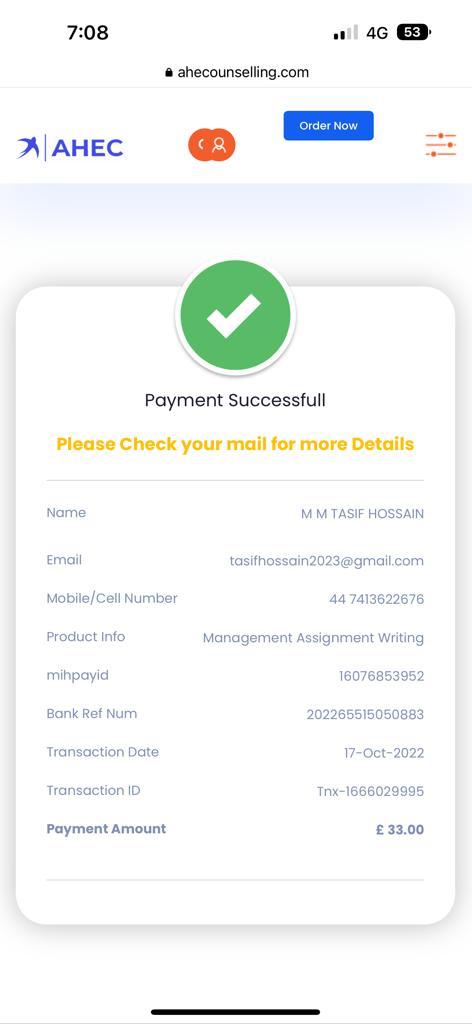 7:08
4G
53
ahecounselling.com
Order Now
AHEC
Payment Successfull
Please Check your mail for more Details
Name M M TASIF HOSSAIN
Email tasifhossain2023@gmail.com
Mobile/Cell Number 44 7413622676
Product Info Management Assignment Writing
mihpayid 16076853952
Bank Ref Num 202265515050883
Transaction Date 17-Oct-2022
Transaction ID Tnx-1666029995
Payment Amount £ 33.00